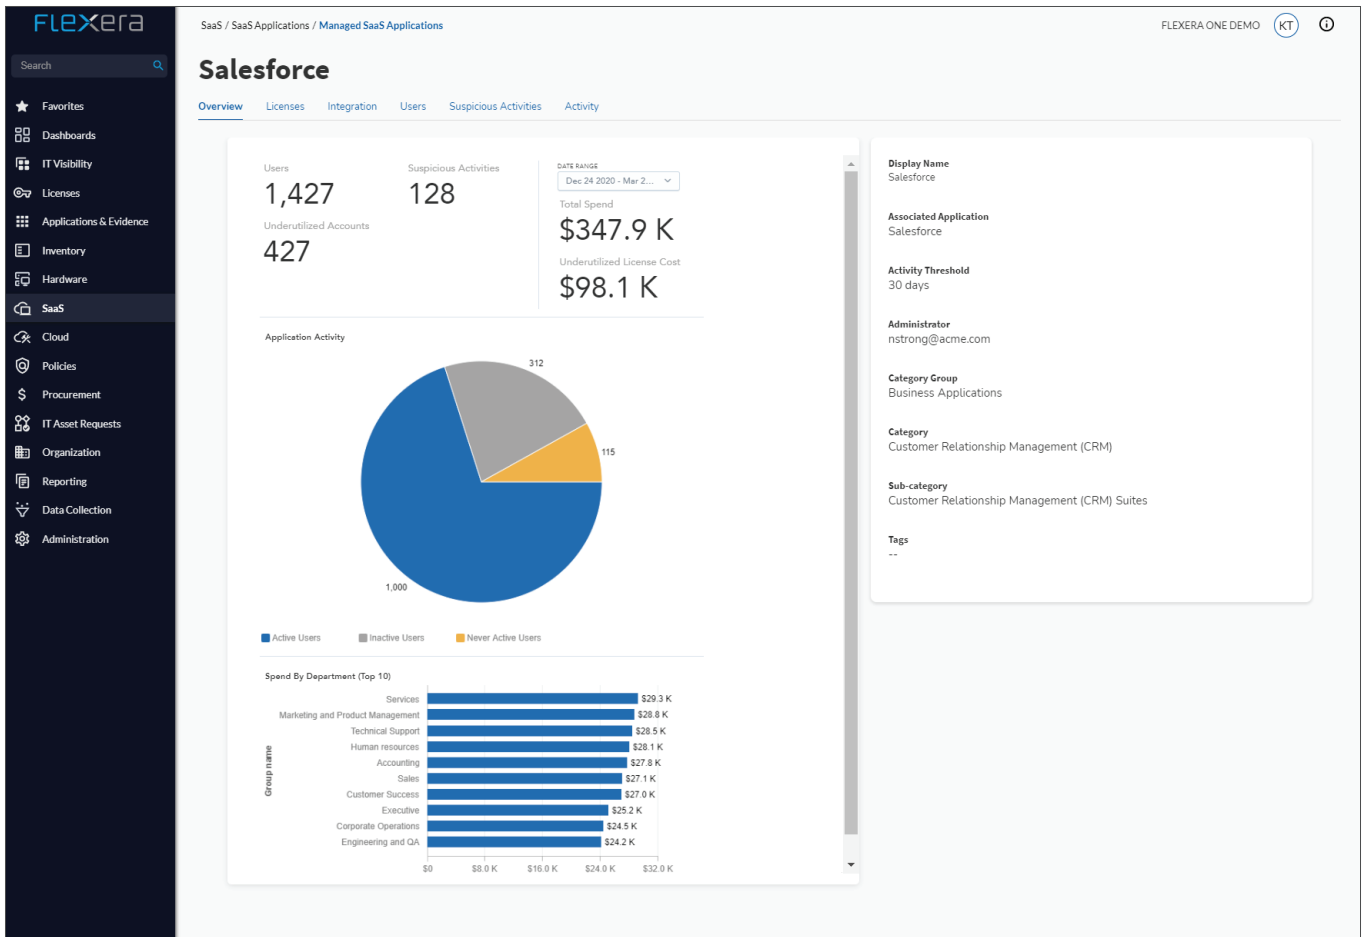 FLEXERA
SaaS / SaaS Applications / Managed SaaS Applications
FLEXERA ONE DEMO
KT
Search
Favorites
Dashboards
IT Visibility
Licenses
Applications & Evidence
Inventory
Hardware
SaaS
Cloud
Policies
Procurement
IT Asset Requests
Organization
Reporting
Data Collection
Administration
Salesforce
Overview Licenses Integration Users Suspicious Activities Activity
Users
1,427
Suspicious Activities
128
Underutilized Accounts
427
DATE RANGE
Dec 24 2020 - Mar 2...
Total Spend
$347.9 K
Underutilized License Cost
$98.1 K
Application Activity
312
115
1,000
Active Users Inactive Users Never Active Users
Spend By Department (Top 10)
Group name
Services $29.3 K
Marketing and Product Management $28.8 K
Technical Support $28.5 K
Human resources $28.1 K
Accounting $27.8 K
Sales $27.1 K
Customer Success $27.0 K
Executive $25.2 K
Corporate Operations $24.5 K
Engineering and QA $24.2 K
$0 $8.0 K $16.0 K $24.0 K $32.0 K
Display Name
Salesforce
Associated Application
Salesforce
Activity Threshold
30 days
Administrator
nstrong@acme.com
Category Group
Business Applications
Category
Customer Relationship Management (CRM)
Sub-category
Customer Relationship Management (CRM) Suites
Tags
--